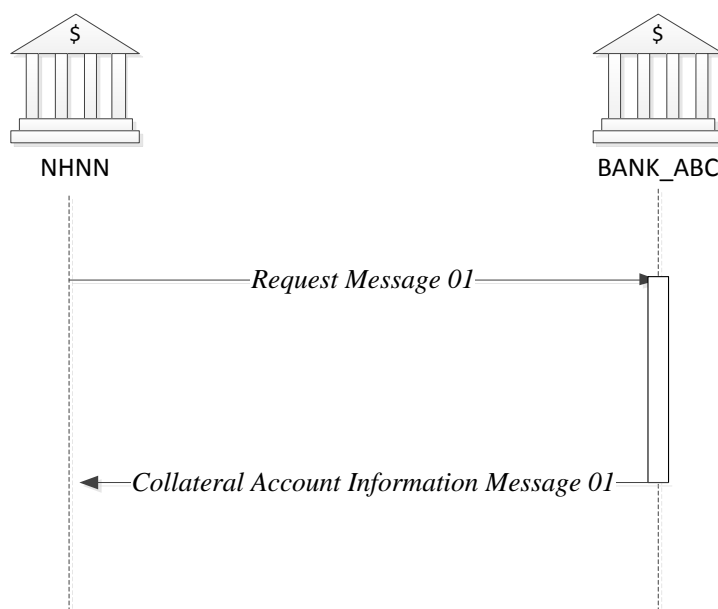 $
$
NHNN
BANK_ABC
Request Message 01
Collateral Account Information Message 01